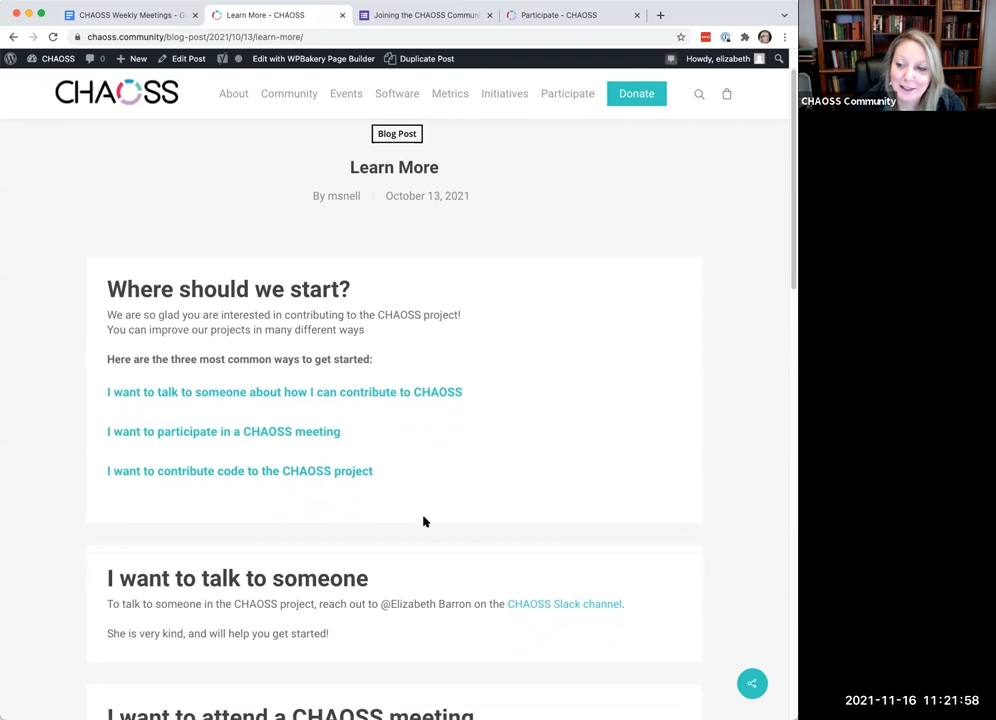 CHAOSS Weekly Meetings - G
Learn More - CHAOSS
Joining the CHAOSS Commun
Participate - CHAOSS
chaoss.community/blog-post/2021/10/13/learn-more/
CHAOSS 0 New Edit Post Edit with WPBakery Page Builder Duplicate Post Howdy, elizabeth
CHAOSS Community
CHAOSS About Community Events Software Metrics Initiatives Participate Donate
Blog Post
Learn More
By msnell October 13, 2021
Where should we start?
We are so glad you are interested in contributing to the CHAOSS project!
You can improve our projects in many different ways
Here are the three most common ways to get started:
I want to talk to someone about how I can contribute to CHAOSS
I want to participate in a CHAOSS meeting
I want to contribute code to the CHAOSS project
I want to talk to someone
To talk to someone in the CHAOSS project, reach out to @Elizabeth Barron on the CHAOSS Slack channel.
She is very kind, and will help you get started!
I want to attend a CHAOSS meeting
2021-11-16 11:21:58